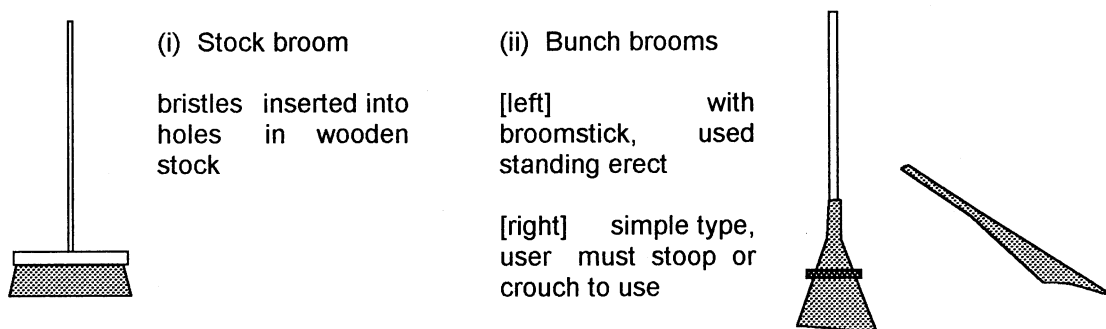 (i) Stock broom
bristles inserted into
holes in wooden
stock
(ii) Bunch brooms
[left] with
broomstick, used
standing erect
[right] simple type,
user must stoop or
crouch to use